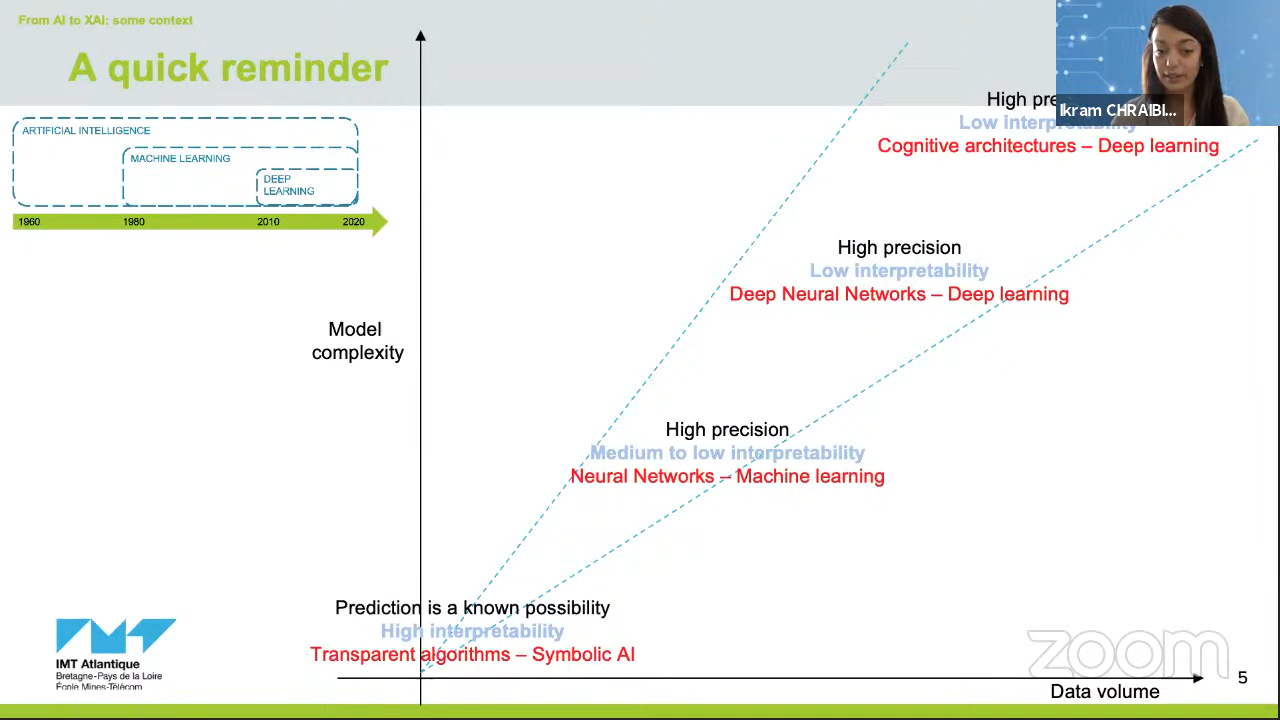 From AI to XAI: some context
A quick reminder
Ikram CHRAIBI...
ARTIFICIAL INTELLIGENCE
MACHINE LEARNING
DEEP
LEARNING
1960 1980 2010 2020
High
Low interpretability
Cognitive architectures – Deep learning
High precision
Low interpretability
Deep Neural Networks – Deep learning
Model
complexity
High precision
Medium to low interpretability
Neural Networks – Machine learning
Prediction is a known possibility
High interpretability
Transparent algorithms – Symbolic AI
IMT Atlantique
Bretagne-Pays de la Loire
École Mines-Télécom
zoom
Data volume
5